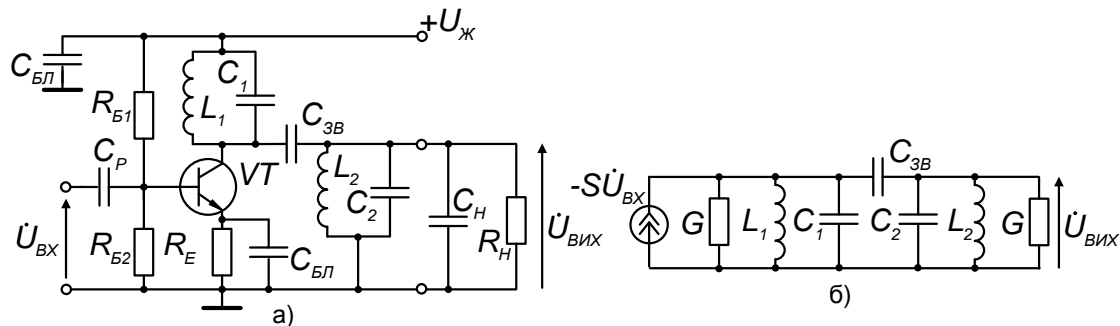 +U_Ж
C_БЛ
C_1
R_Б1
L_1
C_ЗВ
C_Р
VT
L_2
C_2
C_Н
R_Н
U̇_ВХ
R_Б2
R_Е
C_БЛ
U̇_ВИХ
а)
-SU̇_ВХ
G
L_1
C_1
C_ЗВ
C_2
L_2
G
U̇_ВИХ
б)